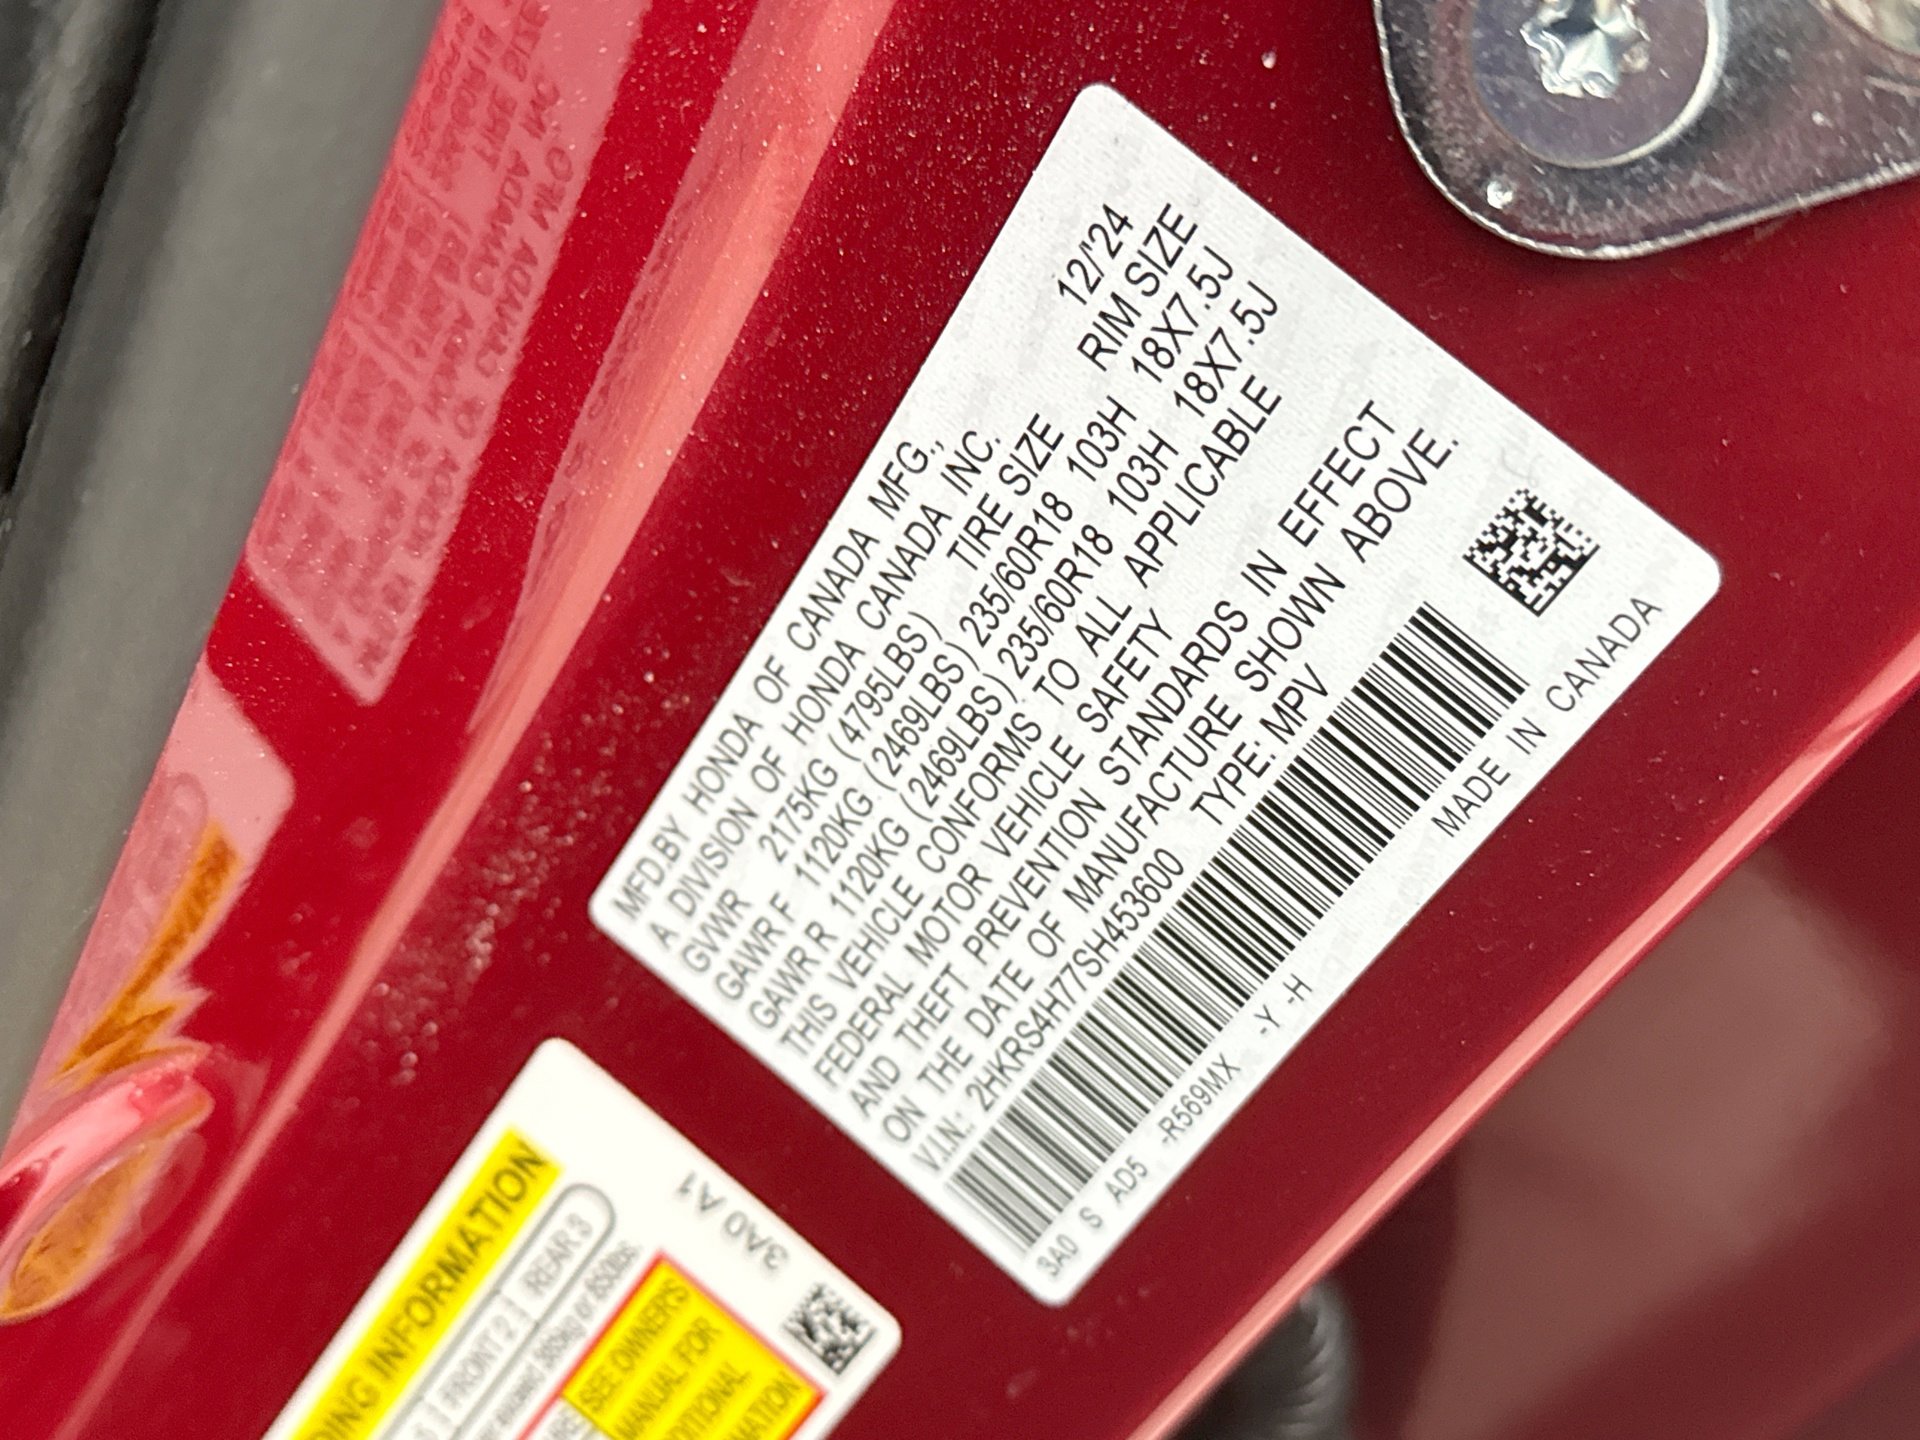 MFD.BY HONDA OF CANADA MFG., 12/'24
A DIVISION OF HONDA CANADA INC.
GVWR 2175KG (4795LBS) TIRE SIZE RIM SIZE
GAWR F 1120KG (2469LBS) 235/60R18 103H 18X7.5J
GAWR R 1120KG (2469LBS) 235/60R18 103H 18X7.5J
THIS VEHICLE CONFORMS TO ALL APPLICABLE
FEDERAL MOTOR VEHICLE SAFETY
AND THEFT PREVENTION STANDARDS IN EFFECT
ON THE DATE OF MANUFACTURE SHOWN ABOVE.
V.I.N.: 2HKRS4H77SH453600 TYPE: MPV
3A0 S AD5 -R569MX -Y -H MADE IN CANADA
DING INFORMATION
FRONT 2 REAR 3
or 850lbs.
SEE OWNERS
MANUAL FOR
3A0 A1